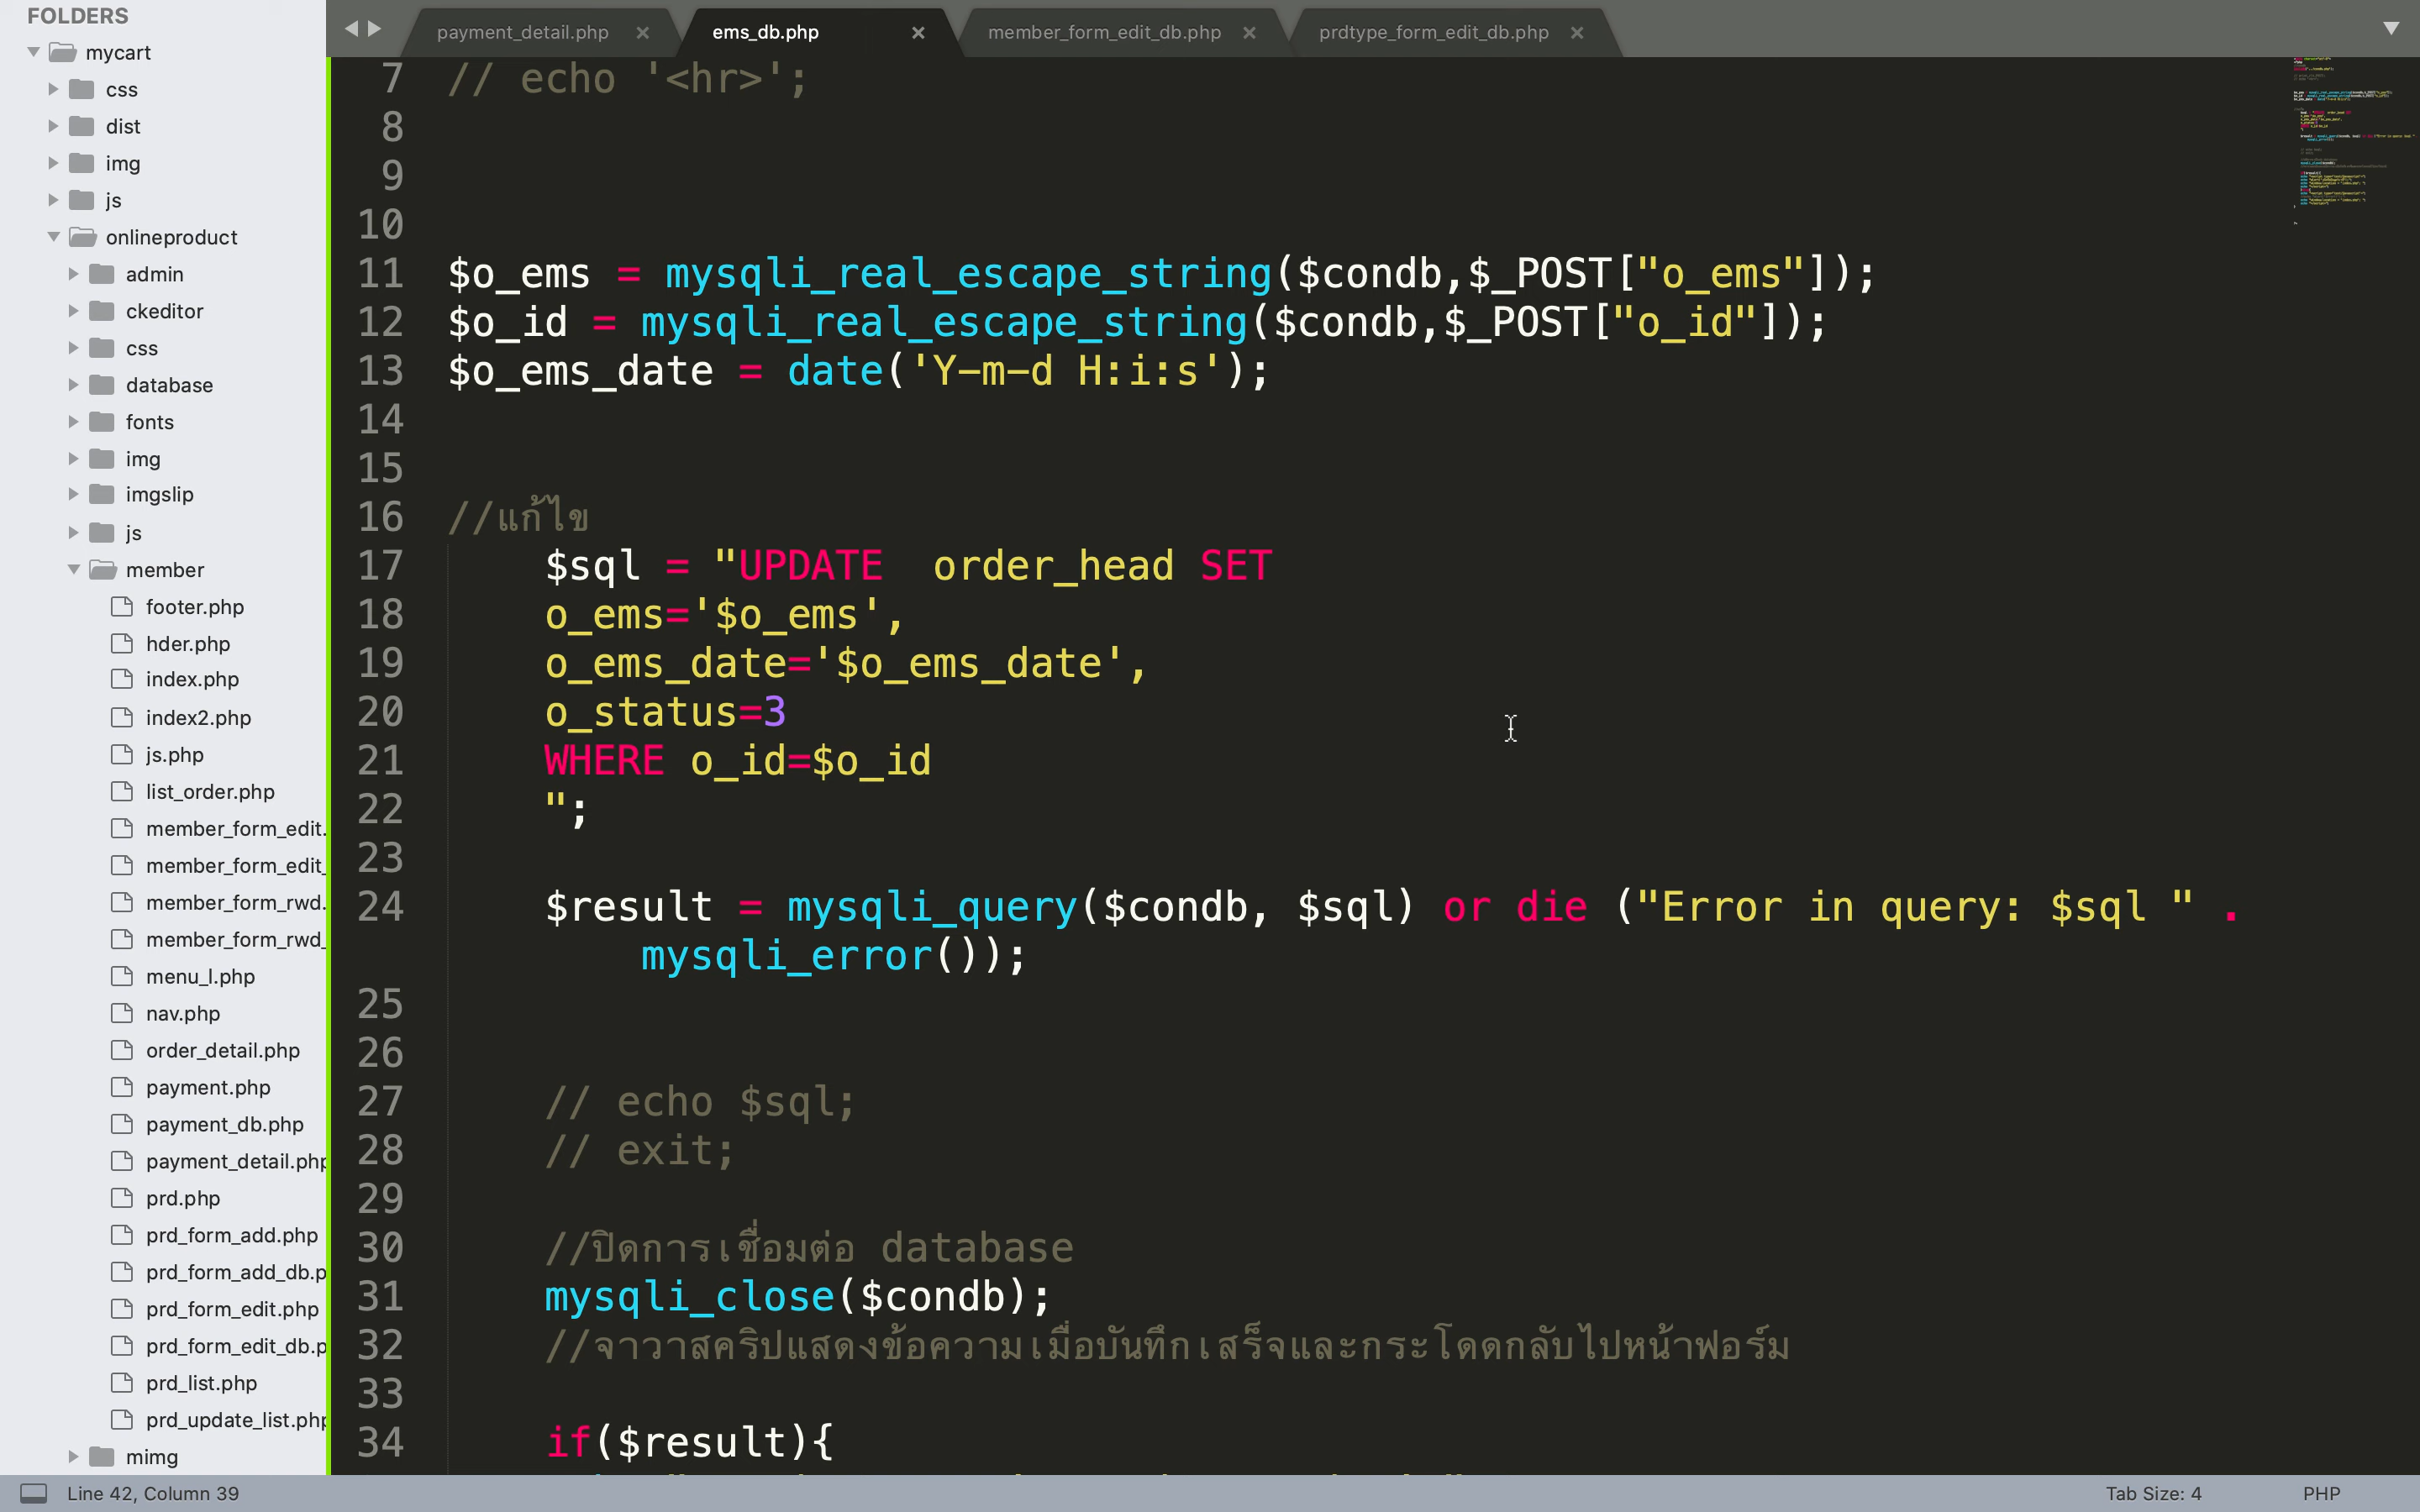 FOLDERS
mycart
css
dist
img
js
onlineproduct
admin
ckeditor
css
database
fonts
img
imgslip
js
member
footer.php
hder.php
index.php
index2.php
js.php
list_order.php
member_form_edit.
member_form_edit_
member_form_rwd.
member_form_rwd_
menu_l.php
nav.php
order_detail.php
payment.php
payment_db.php
payment_detail.php
prd.php
prd_form_add.php
prd_form_add_db.p
prd_form_edit.php
prd_form_edit_db.p
prd_list.php
prd_update_list.php
mimg
payment_detail.php
ems_db.php
member_form_edit_db.php
prdtype_form_edit_db.php
7 // echo '<hr>';
8
9
10
11 $o_ems = mysqli_real_escape_string($condb,$_POST["o_ems"]);
12 $o_id = mysqli_real_escape_string($condb,$_POST["o_id"]);
13 $o_ems_date = date('Y-m-d H:i:s');
14
15
16 //แก้ไข
17 $sql = "UPDATE  order_head SET
18 o_ems='$o_ems',
19 o_ems_date='$o_ems_date',
20 o_status=3
21 WHERE o_id=$o_id
22 ";
23
24 $result = mysqli_query($condb, $sql) or die ("Error in query: $sql " .
mysqli_error());
25
26
27 // echo $sql;
28 // exit;
29
30 //ปิดการเชื่อมต่อ database
31 mysqli_close($condb);
32 //จาวาสคริปแสดงข้อความเมื่อบันทึกเสร็จและกระโดดกลับไปหน้าฟอร์ม
33
34 if($result){
Line 42, Column 39
Tab Size: 4
PHP